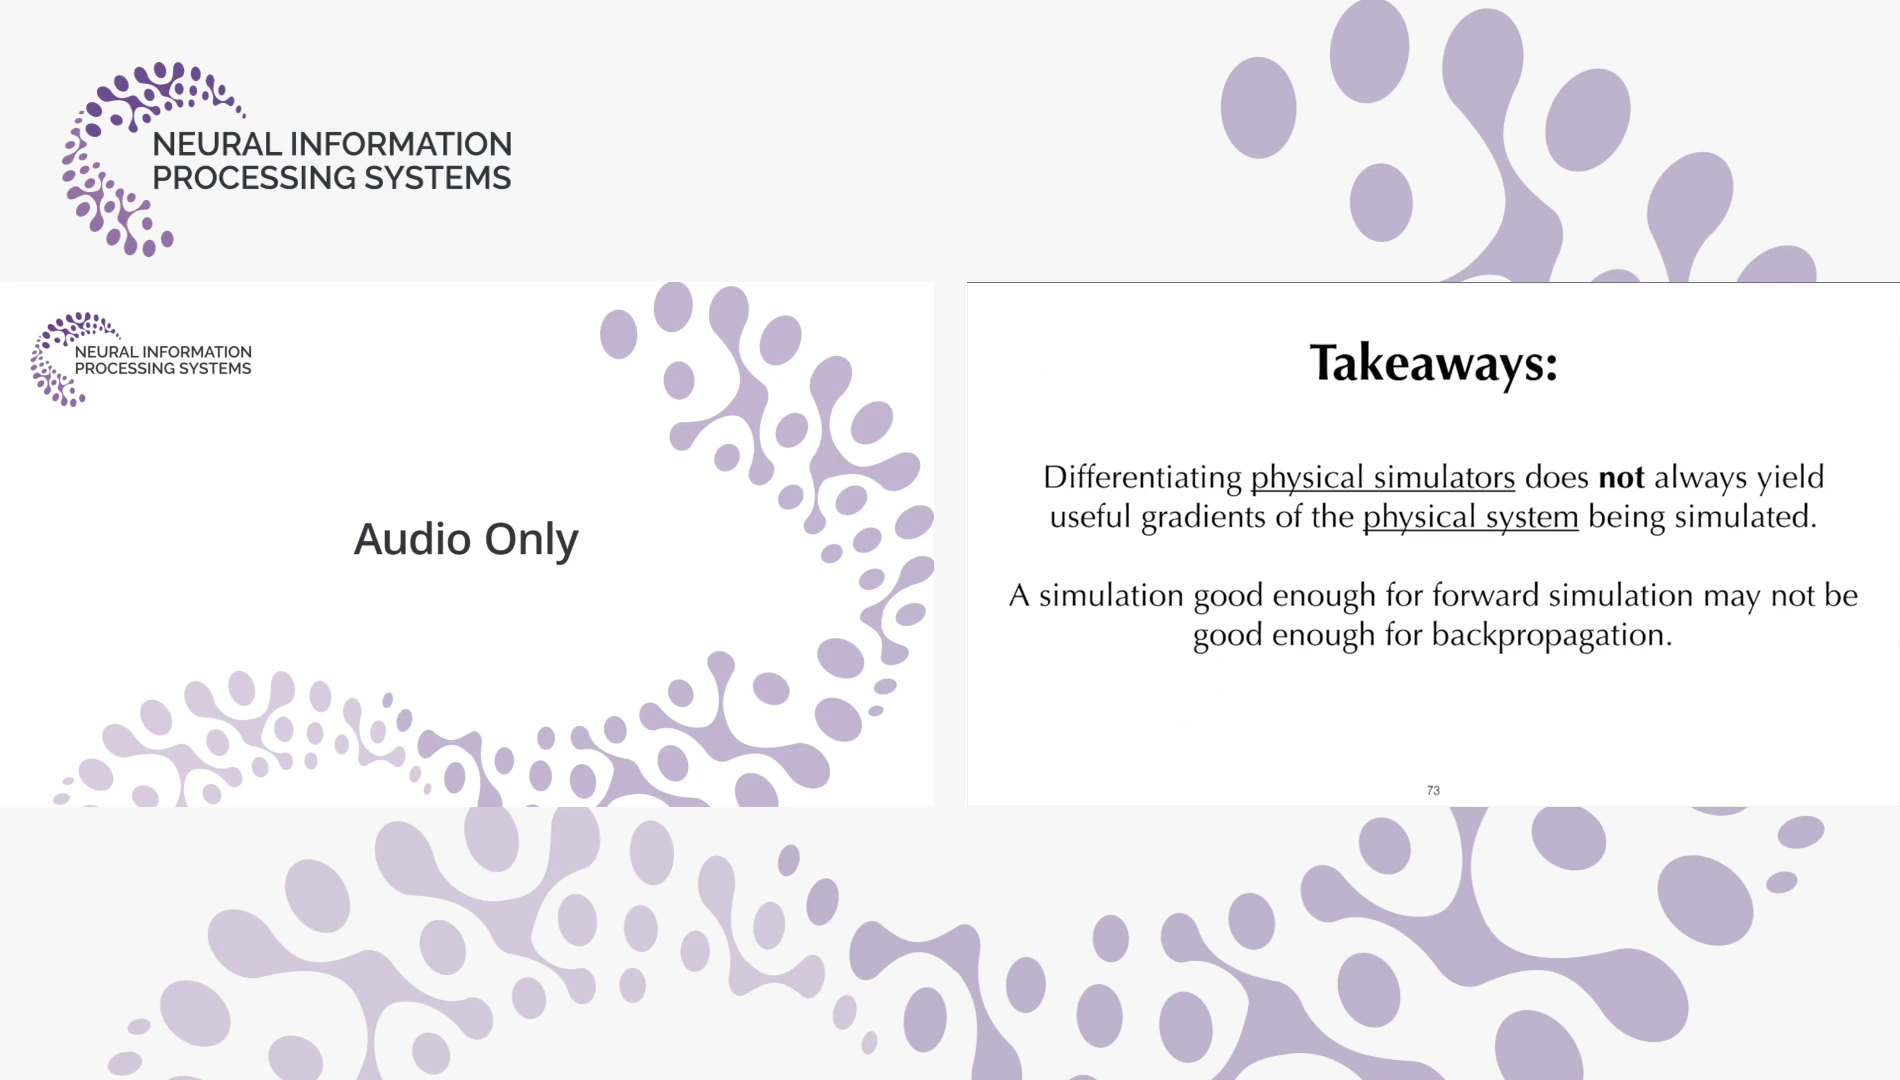 NEURAL INFORMATION
PROCESSING SYSTEMS
NEURAL INFORMATION
PROCESSING SYSTEMS
Audio Only
Takeaways:
Differentiating physical simulators does not always yield
useful gradients of the physical system being simulated.
A simulation good enough for forward simulation may not be
good enough for backpropagation.
73